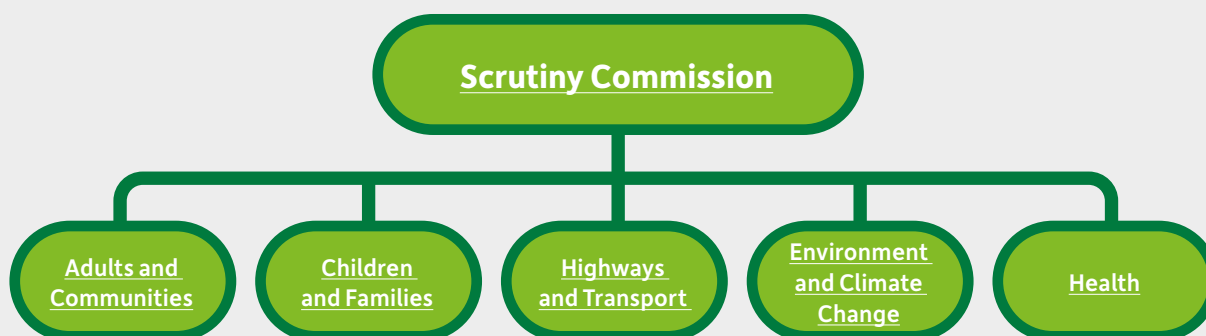 Scrutiny Commission
Adults and
Communities
Children
and Families
Highways
and Transport
Environment
and Climate
Change
Health